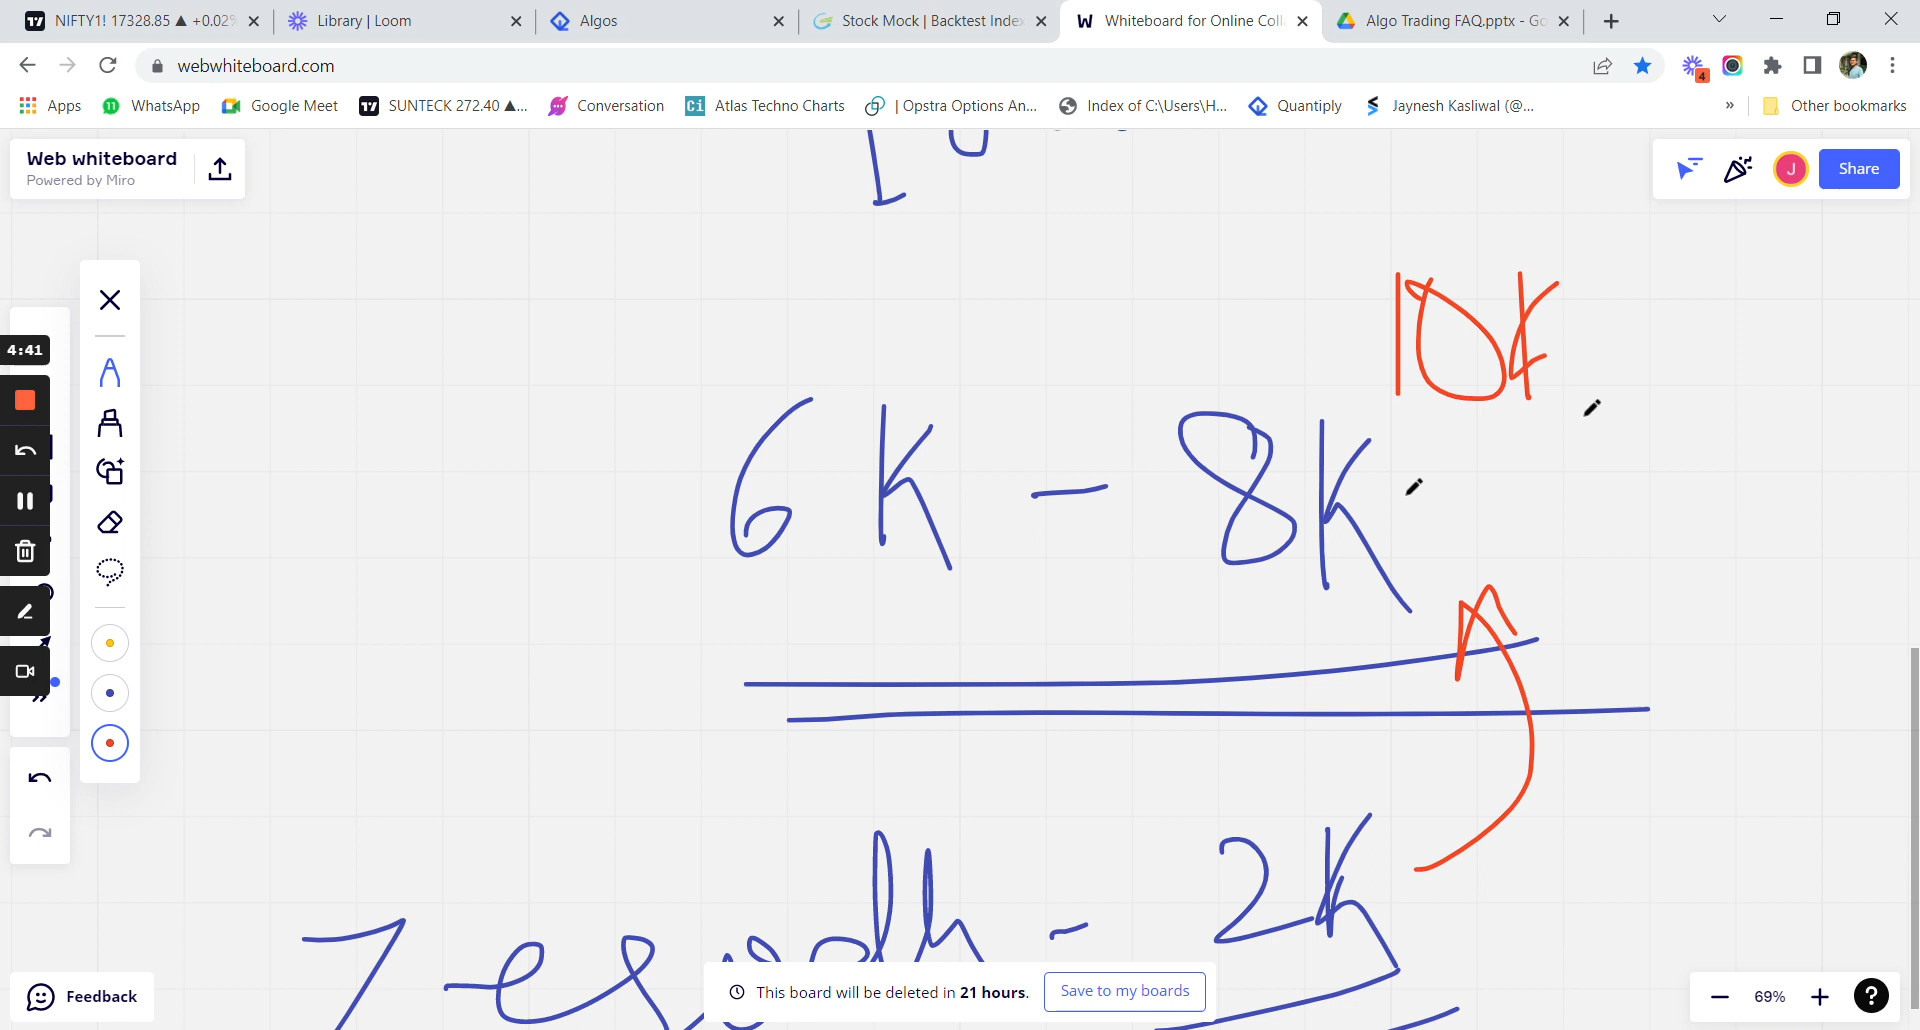 NIFTY1! 17328.85 ▲ +0.02%
Library | Loom
Algos
Stock Mock | Backtest Index
Whiteboard for Online Coll
Algo Trading FAQ.pptx - Go
webwhiteboard.com
4
Apps
WhatsApp
Google Meet
SUNTECK 272.40 ▲...
Conversation
Atlas Techno Charts
| Opstra Options An...
Index of C:\Users\H...
Quantiply
Jaynesh Kasliwal (@...
»
Other bookmarks
Web whiteboard
Powered by Miro
J
Share
4:41
10K
6K - 8K
- 2K
This board will be deleted in 21 hours.
Save to my boards
Feedback
69%
?